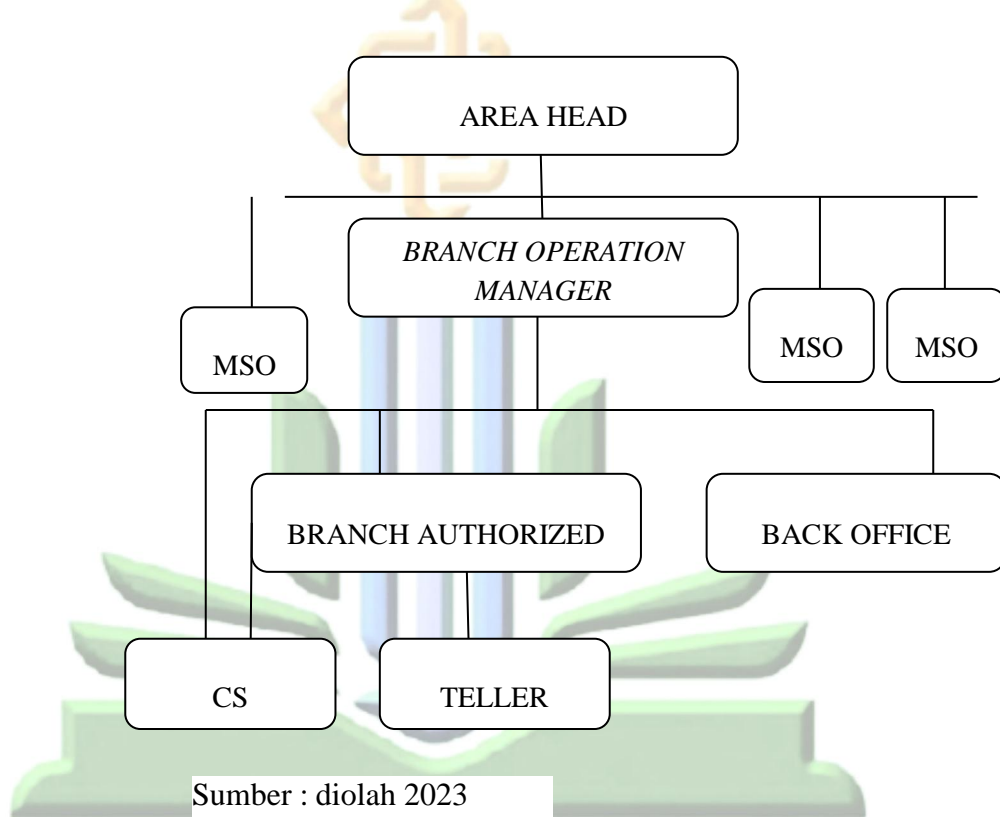 AREA HEAD
BRANCH OPERATION
MANAGER
MSO
MSO
MSO
BRANCH AUTHORIZED
BACK OFFICE
CS
TELLER
Sumber : diolah 2023